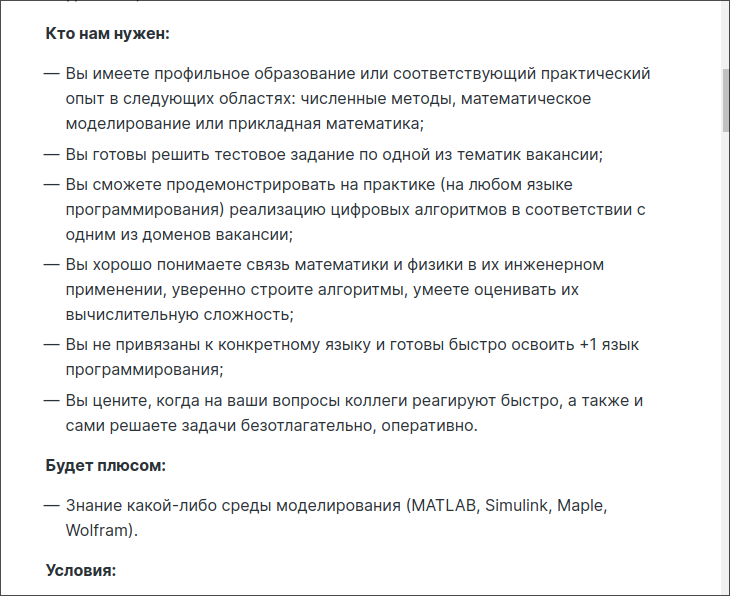 Кто нам нужен:
— Вы имеете профильное образование или соответствующий практический
опыт в следующих областях: численные методы, математическое
моделирование или прикладная математика;
— Вы готовы решить тестовое задание по одной из тематик вакансии;
— Вы сможете продемонстрировать на практике (на любом языке
программирования) реализацию цифровых алгоритмов в соответствии с
одним из доменов вакансии;
— Вы хорошо понимаете связь математики и физики в их инженерном
применении, уверенно строите алгоритмы, умеете оценивать их
вычислительную сложность;
— Вы не привязаны к конкретному языку и готовы быстро освоить +1 язык
программирования;
— Вы цените, когда на ваши вопросы коллеги реагируют быстро, а также и
сами решаете задачи безотлагательно, оперативно.
Будет плюсом:
— Знание какой-либо среды моделирования (MATLAB, Simulink, Maple,
Wolfram).
Условия: